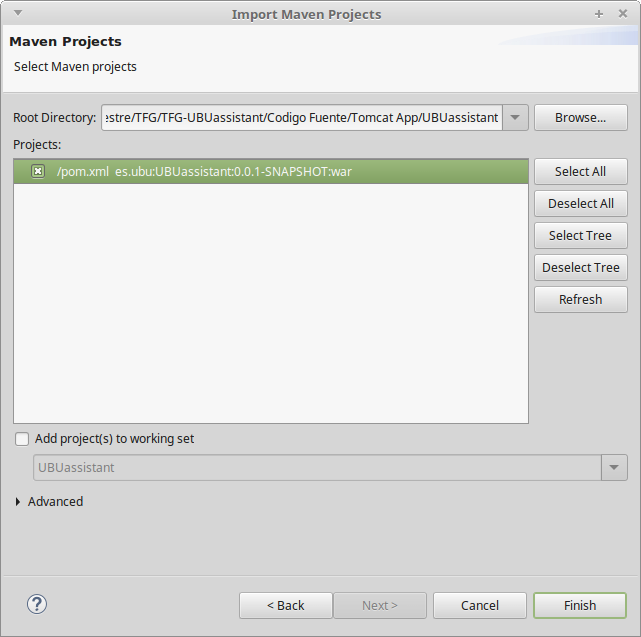 Import Maven Projects
Maven Projects
Select Maven projects
Root Directory: estre/TFG/TFG-UBUassistant/Codigo Fuente/Tomcat App/UBUassistant Browse...
Projects:
/pom.xml es.ubu:UBUassistant:0.0.1-SNAPSHOT:war
Select All
Deselect All
Select Tree
Deselect Tree
Refresh
Add project(s) to working set
UBUassistant
Advanced
? < Back Next > Cancel Finish